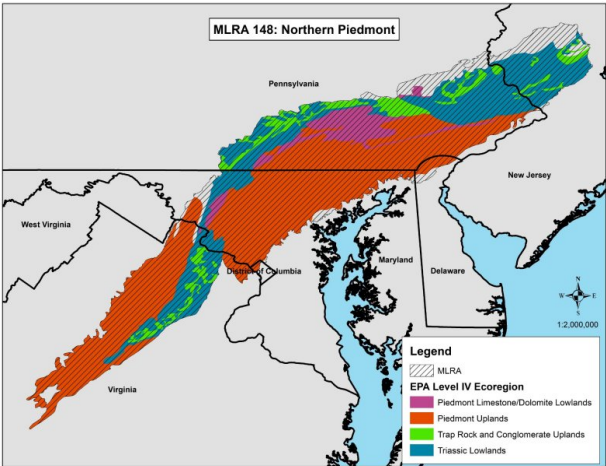 MLRA 148: Northern Piedmont
Pennsylvania
New Jersey
West Virginia
District of Columbia
Maryland
Delaware
Virginia
N
W
E
S
1:2,000,000
Legend
MLRA
EPA Level IV Ecoregion
Piedmont Limestone/Dolomite Lowlands
Piedmont Uplands
Trap Rock and Conglomerate Uplands
Triassic Lowlands